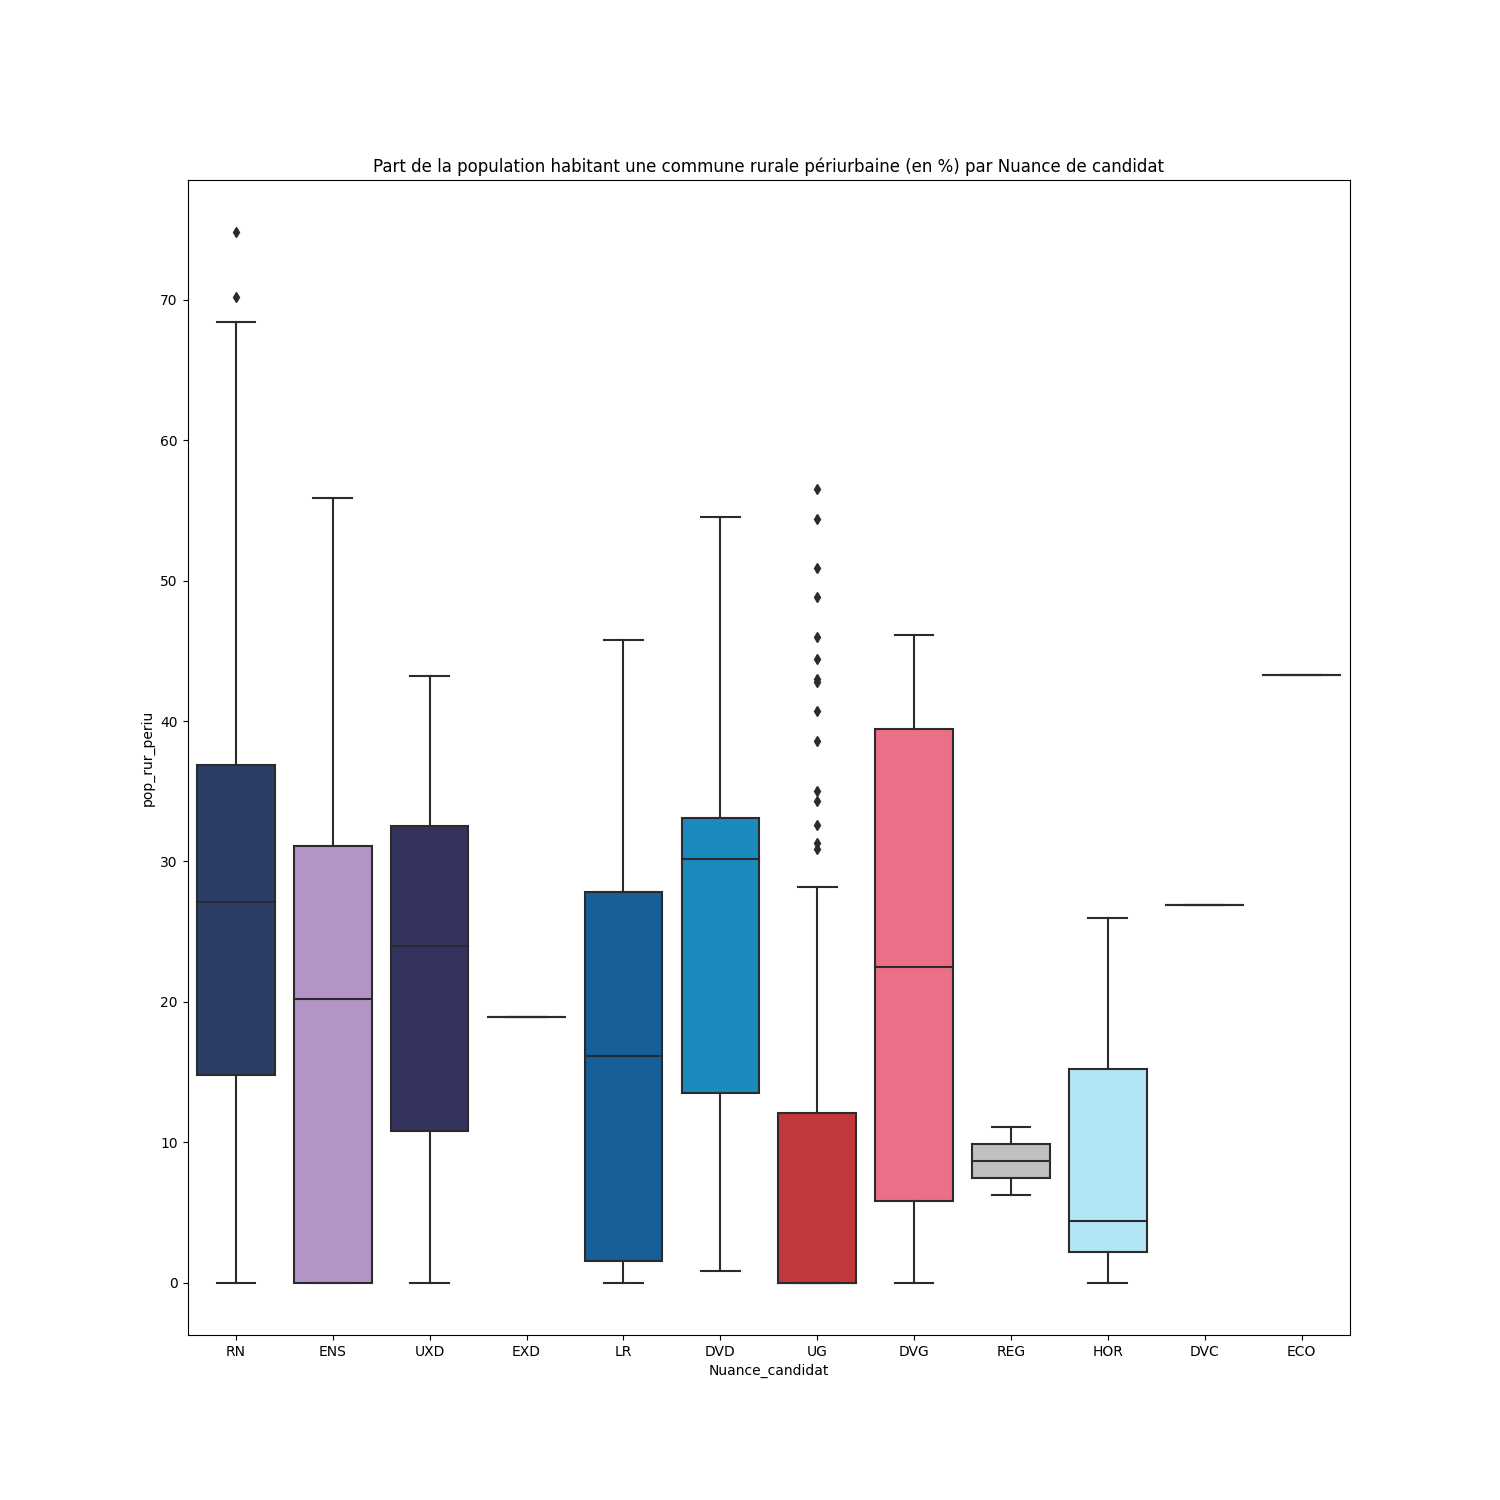 Part de la population habitant une commune rurale périurbaine (en %) par Nuance de candidat
pop_rur_periu
70
60
50
40
30
20
10
0
RN ENS UXD EXD LR DVD UG DVG REG HOR DVC ECO
Nuance_candidat